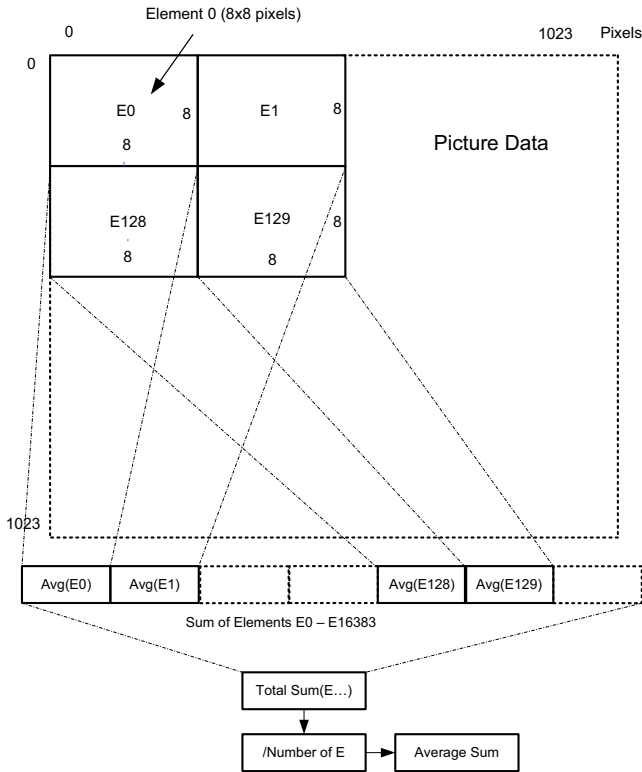 Element 0 (8x8 pixels)
0
1023 Pixels
0
E0
8
8
E1
8
Picture Data
E128
8
E129
8
8
1023
Avg(E0)
Avg(E1)
Avg(E128)
Avg(E129)
Sum of Elements E0 – E16383
Total Sum(E…)
/Number of E
Average Sum